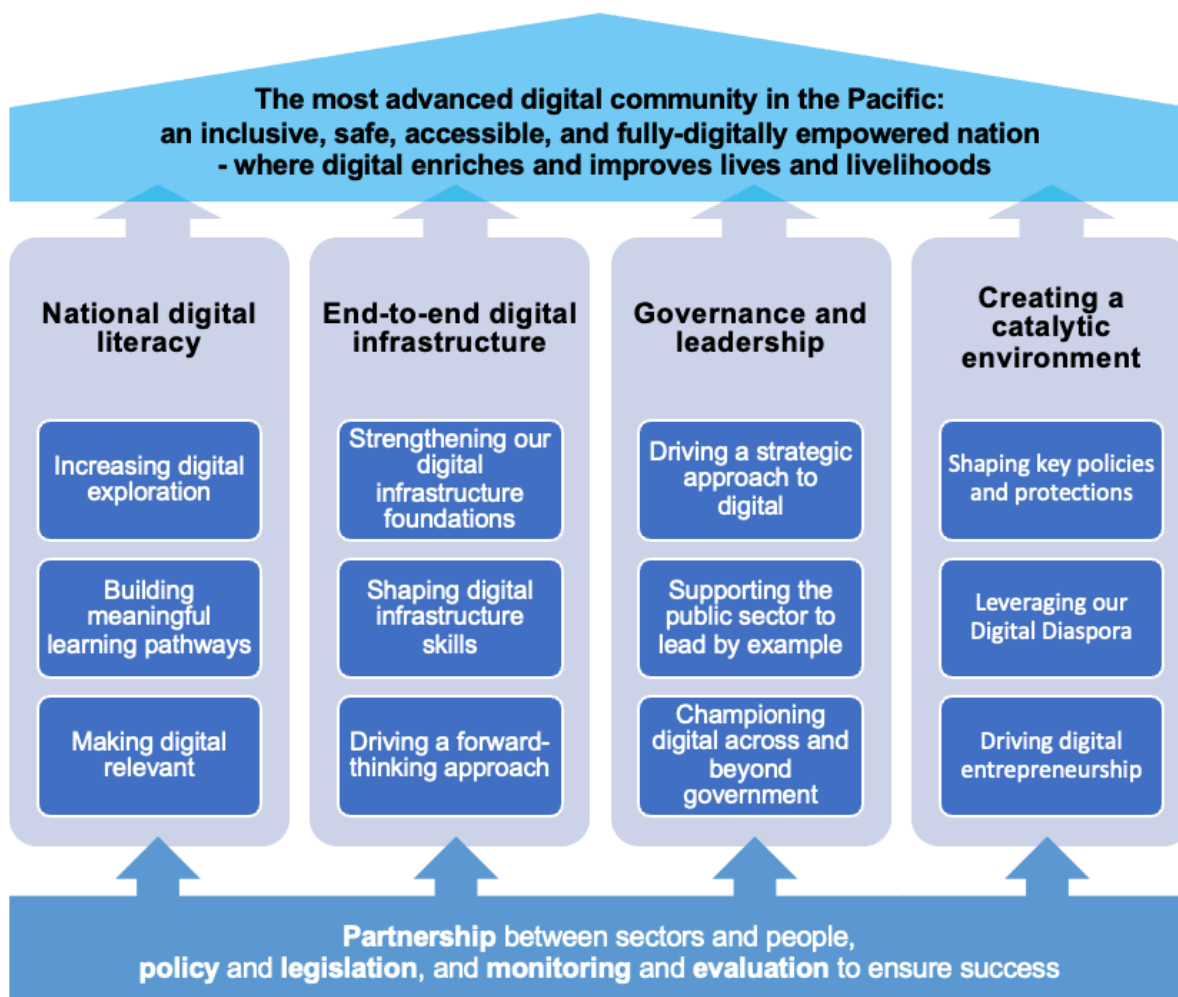 The most advanced digital community in the Pacific:
an inclusive, safe, accessible, and fully-digitally empowered nation
- where digital enriches and improves lives and livelihoods
National digital
literacy
Increasing digital
exploration
Building
meaningful
learning pathways
Making digital
relevant
End-to-end digital
infrastructure
Strengthening our
digital
infrastructure
foundations
Shaping digital
infrastructure
skills
Driving a forward-
thinking approach
Governance and
leadership
Driving a strategic
approach to
digital
Supporting the
public sector to
lead by example
Championing
digital across and
beyond
government
Creating a
catalytic
environment
Shaping key policies
and protections
Leveraging our
Digital Diaspora
Driving digital
entrepreneurship
Partnership between sectors and people,
policy and legislation, and monitoring and evaluation to ensure success